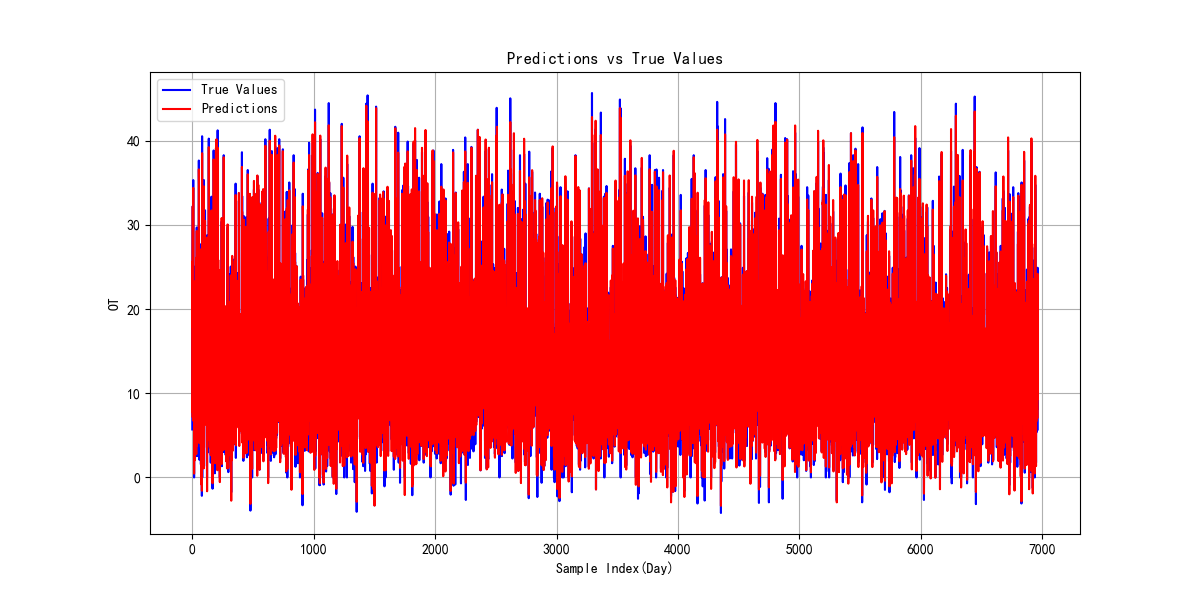 Predictions vs True Values
True Values
Predictions
OT
40
30
20
10
0
0 1000 2000 3000 4000 5000 6000 7000
Sample Index(Day)